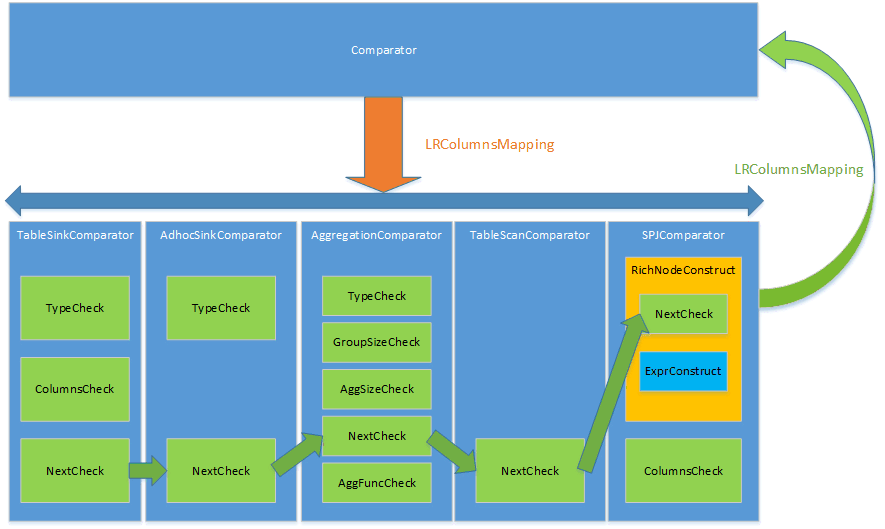 Comparator
LRColumnsMapping
LRColumnsMapping
TableSinkComparator
TypeCheck
ColumnsCheck
NextCheck
AdhocSinkComparator
TypeCheck
NextCheck
AggregationComparator
TypeCheck
GroupSizeCheck
AggSizeCheck
NextCheck
AggFuncCheck
TableScanComparator
NextCheck
SPJComparator
RichNodeConstruct
NextCheck
ExprConstruct
ColumnsCheck